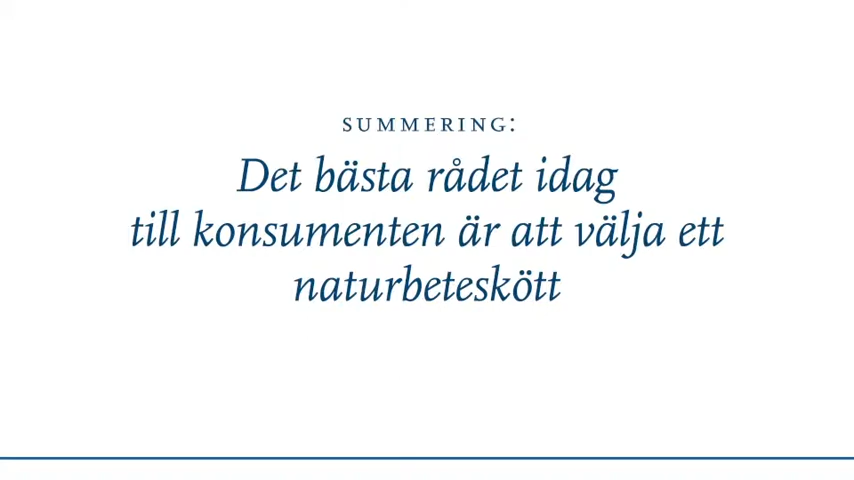 SUMMERING:
Det bästa rådet idag
till konsumenten är att välja ett
naturbeteskött